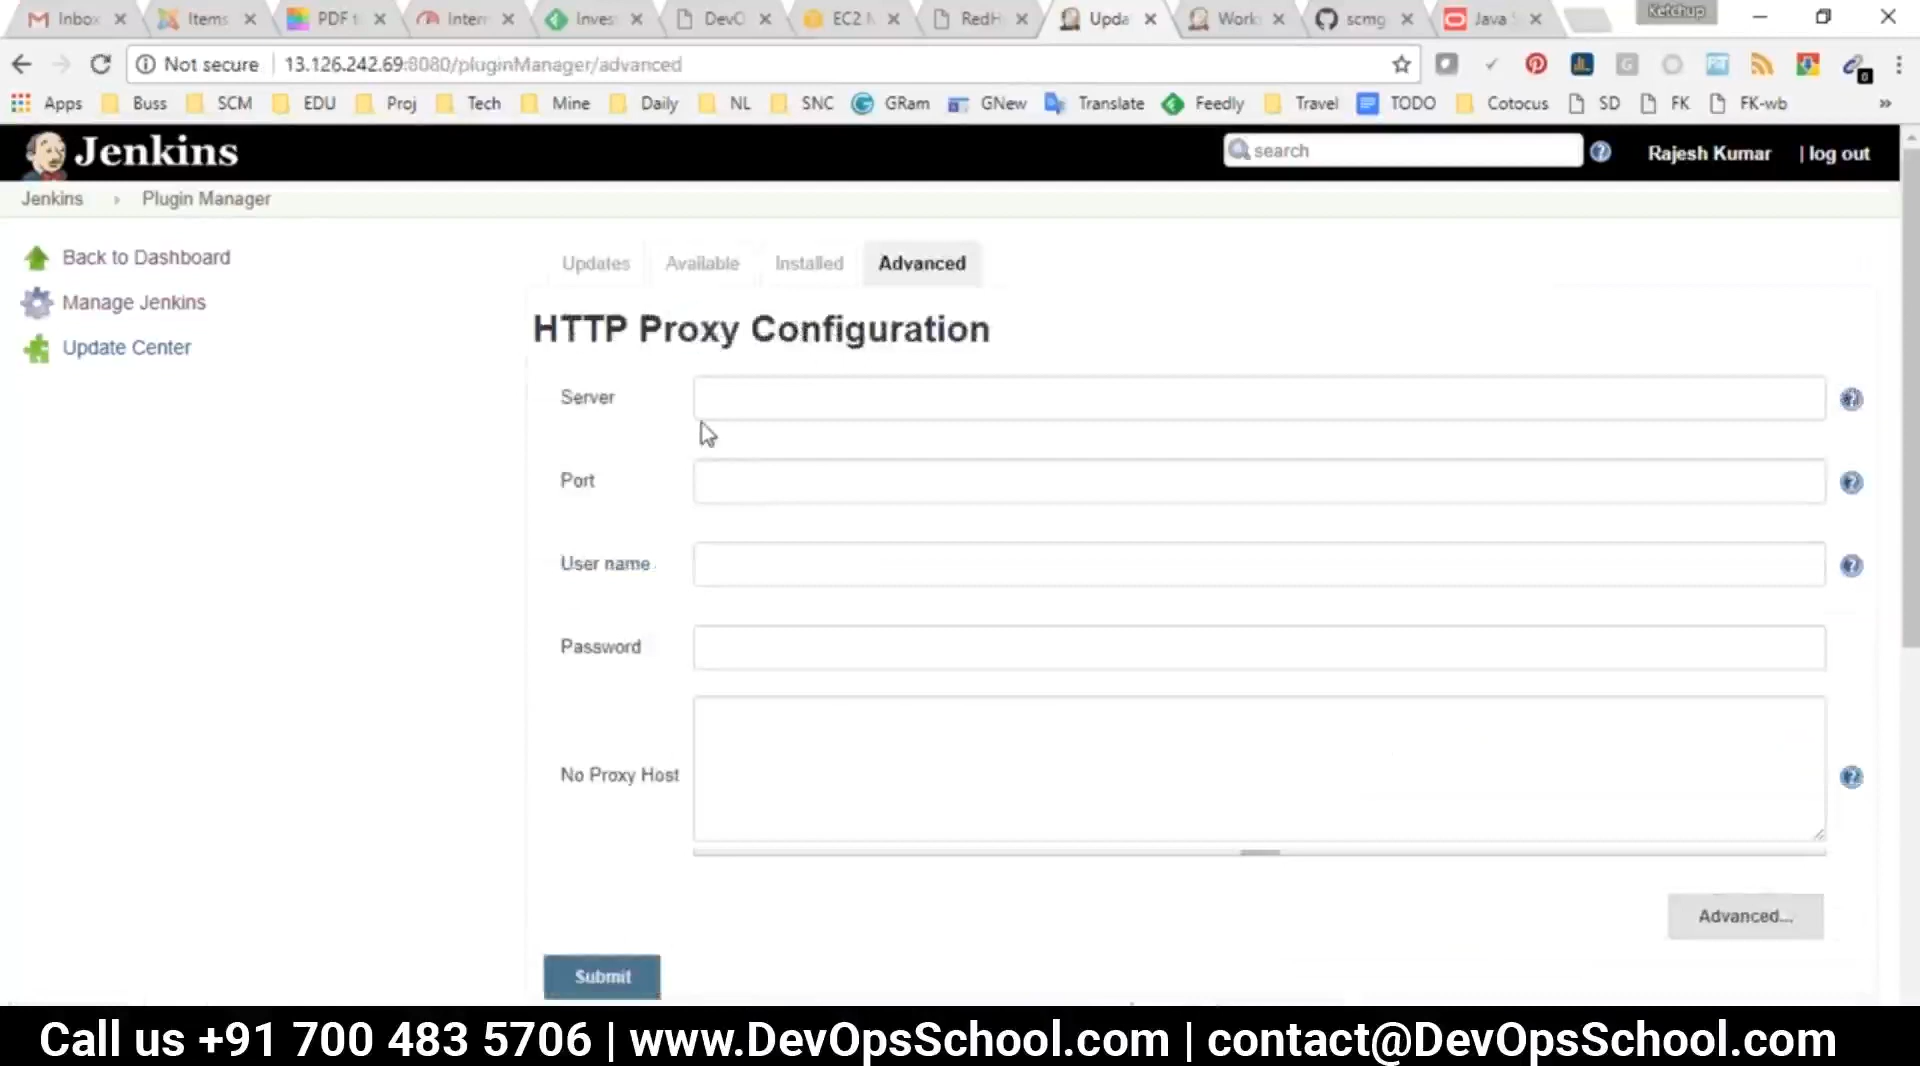 Inbox
Items
PDF t
Intern
Inves
DevO
EC2 M
RedH
Upda
Work
scmg
Java
Ketchup
Not secure
13.126.242.69:8080/pluginManager/advanced
0
Apps
Buss
SCM
EDU
Proj
Tech
Mine
Daily
NL
SNC
GRam
GNew
Translate
Feedly
Travel
TODO
Cotocus
SD
FK
FK-wb
»
Jenkins
search
Rajesh Kumar
| log out
Jenkins
Plugin Manager
Back to Dashboard
Manage Jenkins
Update Center
Updates
Available
Installed
Advanced
HTTP Proxy Configuration
Server
Port
User name
Password
No Proxy Host
Advanced...
Submit
Call us +91 700 483 5706 | www.DevOpsSchool.com | contact@DevOpsSchool.com